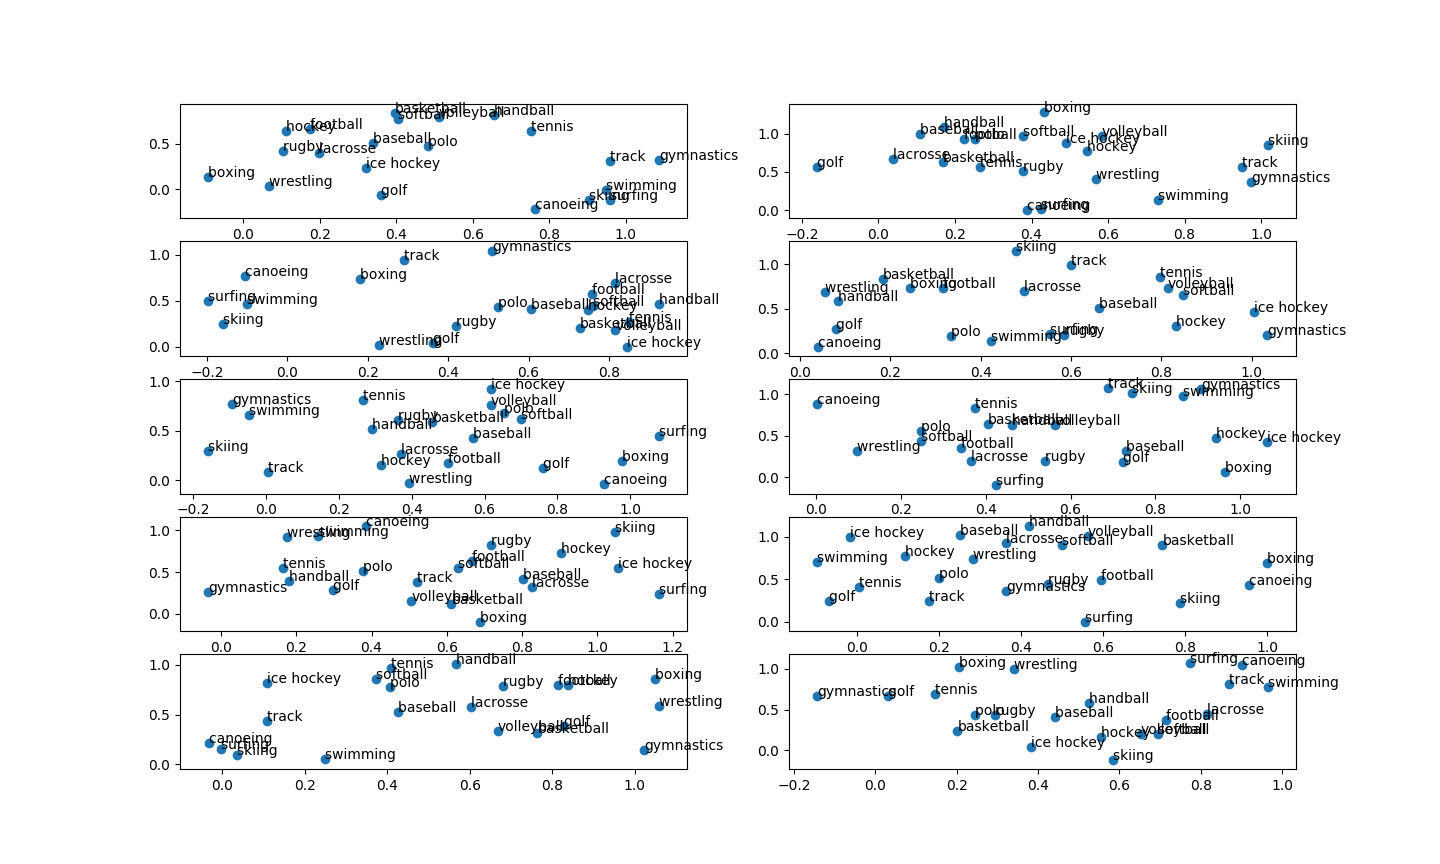 basketball
softball
volleyball
handball
hockey
football
tennis
baseball
polo
rugby
lacrosse
ice hockey
track
gymnastics
boxing
wrestling
golf
swimming
skiing
surfing
canoeing
0.5
0.0
0.0 0.2 0.4 0.6 0.8 1.0
boxing
handball
baseball
football
polo
softball
ice hockey
volleyball
hockey
skiing
golf
lacrosse
basketball
tennis
rugby
wrestling
track
gymnastics
swimming
canoeing
surfing
1.0
0.5
0.0
−0.2 0.0 0.2 0.4 0.6 0.8 1.0
gymnastics
track
canoeing
boxing
lacrosse
surfing
swimming
skiing
football
softball
hockey
handball
polo
baseball
rugby
tennis
basketball
volleyball
wrestling
golf
ice hockey
1.0
0.5
0.0
−0.2 0.0 0.2 0.4 0.6 0.8
skiing
track
basketball
tennis
wrestling
boxing
football
handball
lacrosse
volleyball
softball
baseball
ice hockey
golf
hockey
canoeing
polo
swimming
surfing
rugby
gymnastics
1.0
0.5
0.0
0.0 0.2 0.4 0.6 0.8 1.0
ice hockey
gymnastics
swimming
tennis
volleyball
polo
softball
rugby
basketball
handball
baseball
surfing
skiing
lacrosse
hockey
football
track
golf
boxing
wrestling
canoeing
1.0
0.5
0.0
−0.2 0.0 0.2 0.4 0.6 0.8 1.0
track
skiing
gymnastics
swimming
canoeing
tennis
basketball
handball
volleyball
polo
softball
football
wrestling
lacrosse
rugby
baseball
golf
hockey
ice hockey
boxing
surfing
1.0
0.5
0.0
0.0 0.2 0.4 0.6 0.8 1.0
canoeing
wrestling
swimming
skiing
rugby
hockey
football
softball
tennis
polo
handball
golf
track
baseball
lacrosse
ice hockey
gymnastics
volleyball
basketball
surfing
boxing
1.0
0.5
0.0
0.0 0.2 0.4 0.6 0.8 1.0 1.2
handball
ice hockey
baseball
lacrosse
volleyball
softball
basketball
hockey
wrestling
swimming
boxing
polo
tennis
rugby
football
gymnastics
canoeing
golf
track
skiing
surfing
1.0
0.5
0.0
0.0 0.2 0.4 0.6 0.8 1.0
handball
tennis
softball
polo
ice hockey
rugby
football
hockey
boxing
lacrosse
baseball
wrestling
track
volleyball
golf
basketball
canoeing
surfing
skiing
swimming
gymnastics
1.0
0.5
0.0
0.0 0.2 0.4 0.6 0.8 1.0
boxing
wrestling
surfing
canoeing
track
swimming
gymnastics
golf
tennis
handball
polo
rugby
baseball
football
lacrosse
basketball
hockey
volleyball
softball
ice hockey
skiing
1.0
0.5
0.0
−0.2 0.0 0.2 0.4 0.6 0.8 1.0